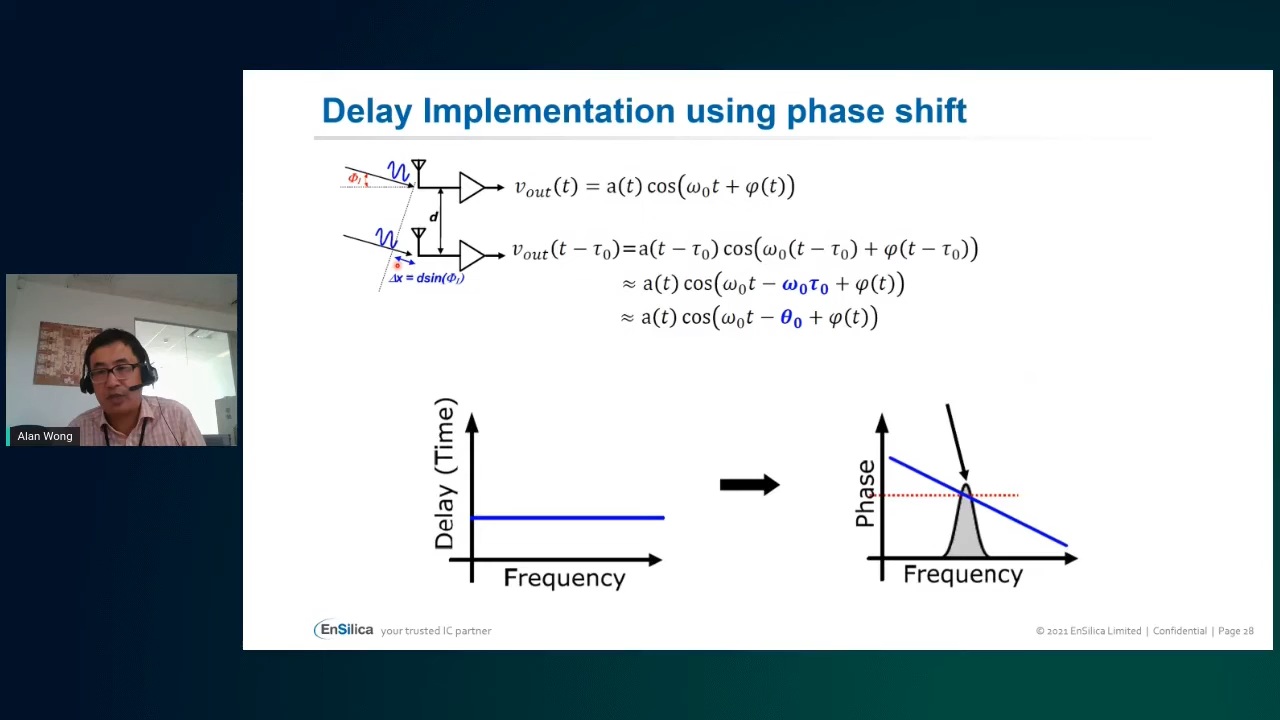 Delay Implementation using phase shift
Φ₁
v_out(t) = a(t) cos(ω₀t + φ(t))
d
v_out(t − τ₀)=a(t − τ₀) cos(ω₀(t − τ₀) + φ(t − τ₀))
Δx = dsin(Φ₁)
≈ a(t) cos(ω₀t − ω₀τ₀ + φ(t))
≈ a(t) cos(ω₀t − θ₀ + φ(t))
Delay (Time)
Frequency
Phase
Frequency
Alan Wong
EnSilica your trusted IC partner
© 2021 EnSilica Limited | Confidential | Page 28